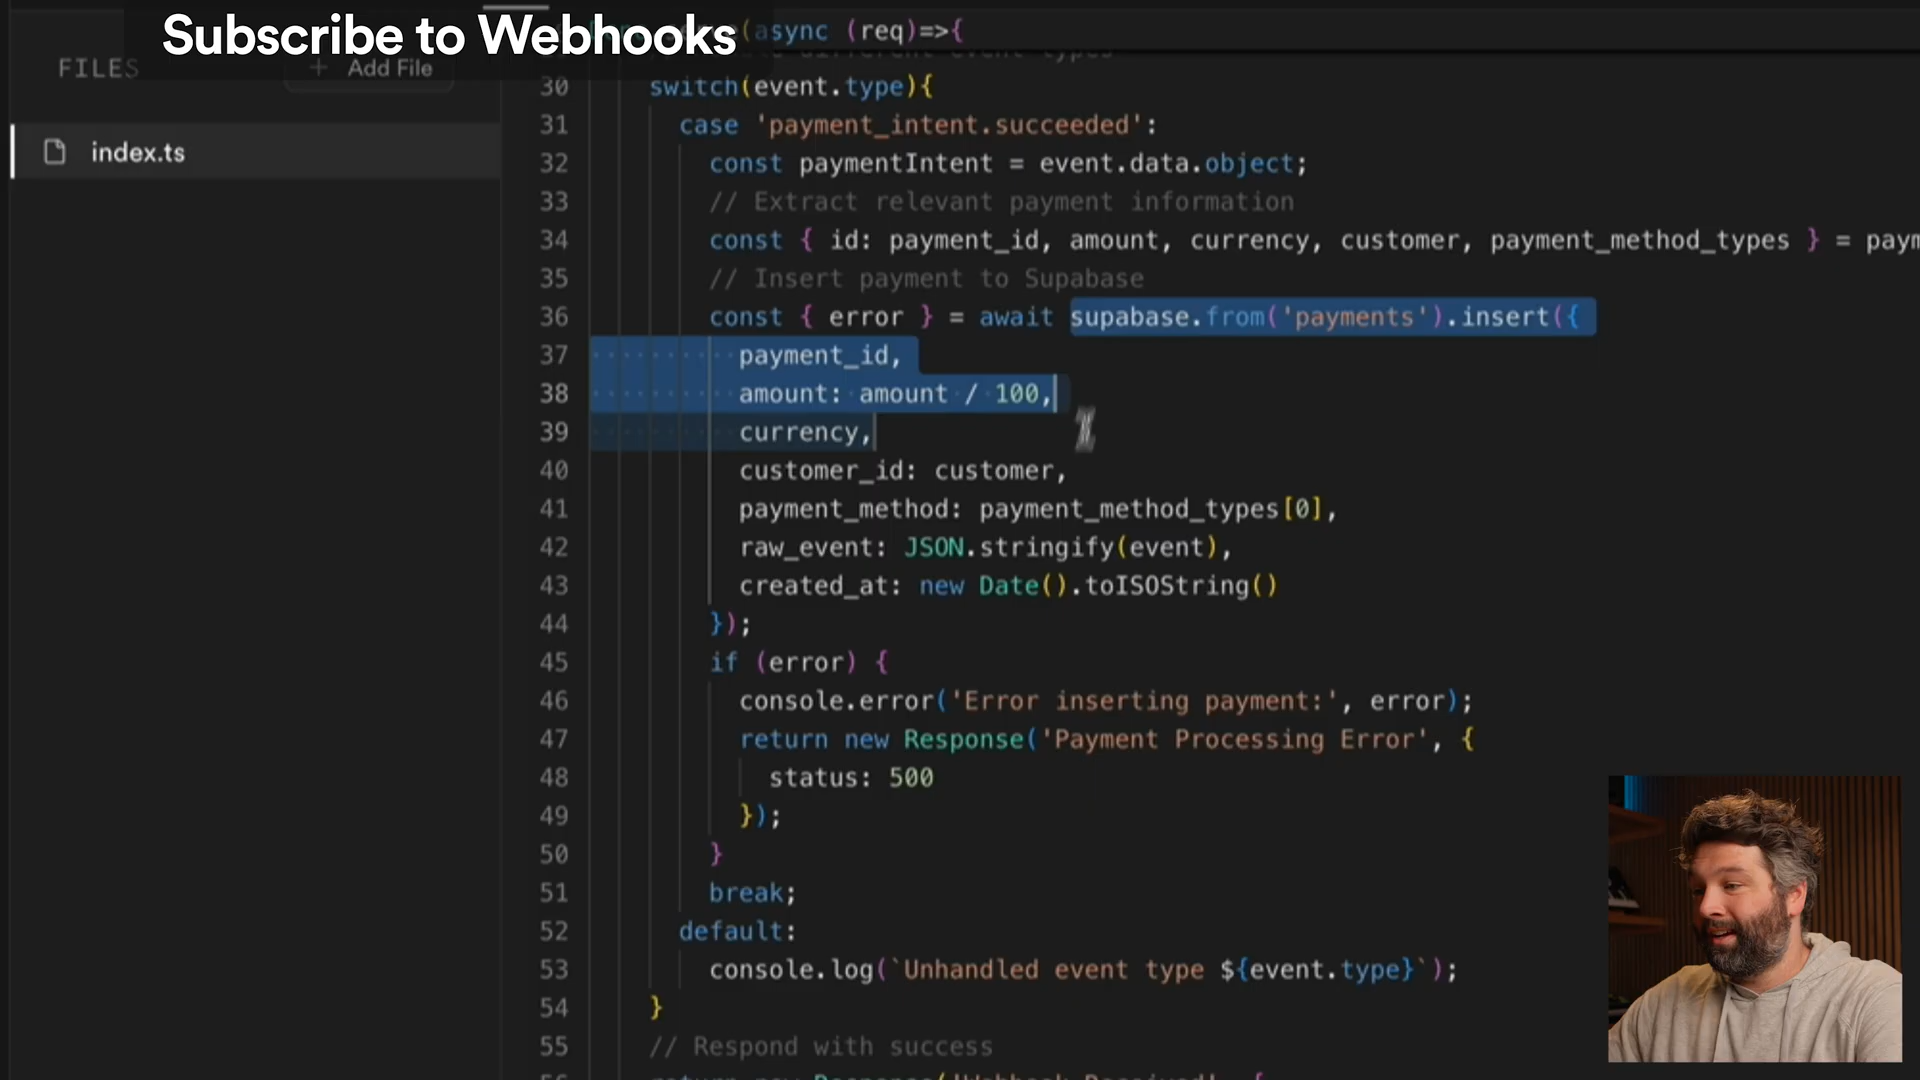 Subscribe to Webhooks
(async (req)=>{
FILES
+ Add File
index.ts
30 switch(event.type){
31 case 'payment_intent.succeeded':
32 const paymentIntent = event.data.object;
33 // Extract relevant payment information
34 const { id: payment_id, amount, currency, customer, payment_method_types } = paym
35 // Insert payment to Supabase
36 const { error } = await supabase.from('payments').insert({
37 payment_id,
38 amount: amount / 100,
39 currency,
40 customer_id: customer,
41 payment_method: payment_method_types[0],
42 raw_event: JSON.stringify(event),
43 created_at: new Date().toISOString()
44 });
45 if (error) {
46 console.error('Error inserting payment:', error);
47 return new Response('Payment Processing Error', {
48 status: 500
49 });
50 }
51 break;
52 default:
53 console.log(`Unhandled event type ${event.type}`);
54 }
55 // Respond with success